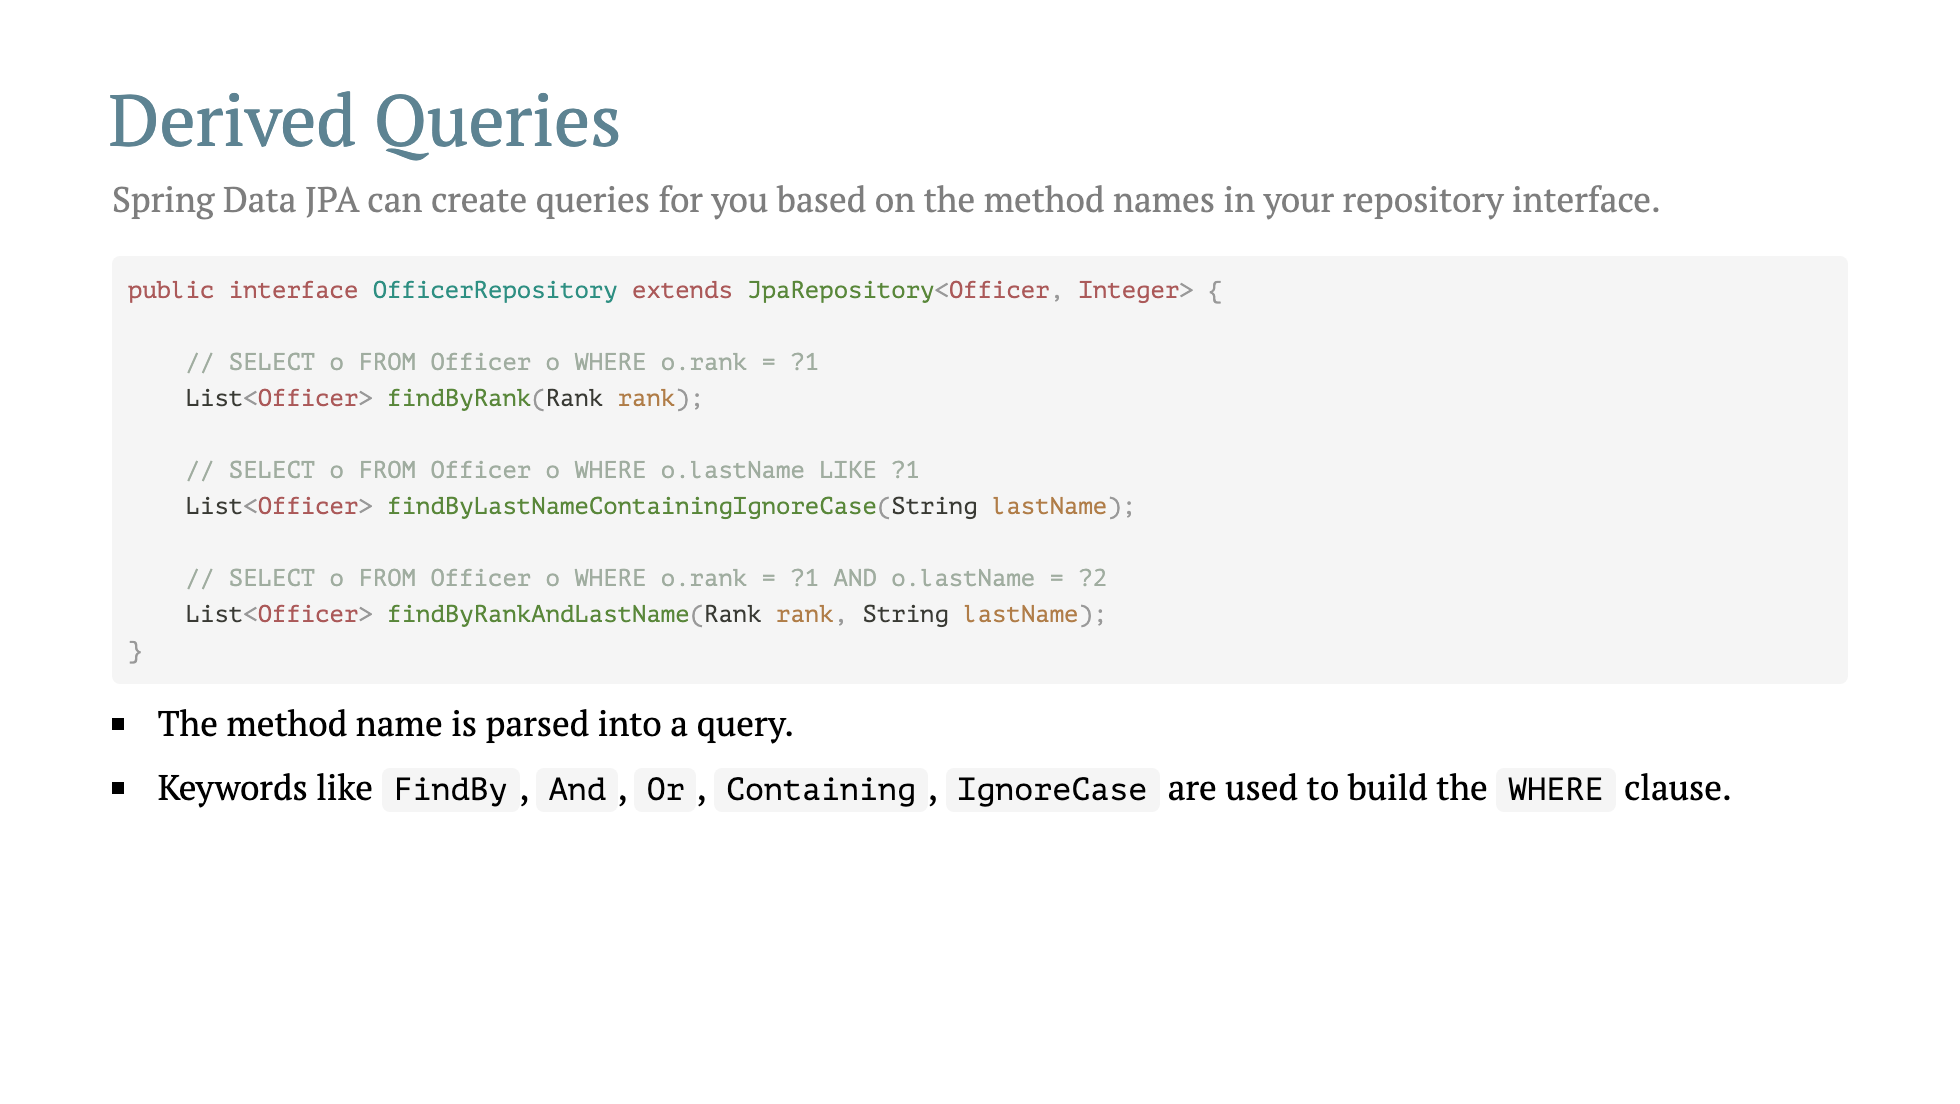 Derived Queries
Spring Data JPA can create queries for you based on the method names in your repository interface.
public interface OfficerRepository extends JpaRepository<Officer, Integer> {
// SELECT o FROM Officer o WHERE o.rank = ?1
List<Officer> findByRank(Rank rank);
// SELECT o FROM Officer o WHERE o.lastName LIKE ?1
List<Officer> findByLastNameContainingIgnoreCase(String lastName);
// SELECT o FROM Officer o WHERE o.rank = ?1 AND o.lastName = ?2
List<Officer> findByRankAndLastName(Rank rank, String lastName);
}
▪ The method name is parsed into a query.
▪ Keywords like FindBy, And, Or, Containing, IgnoreCase are used to build the WHERE clause.